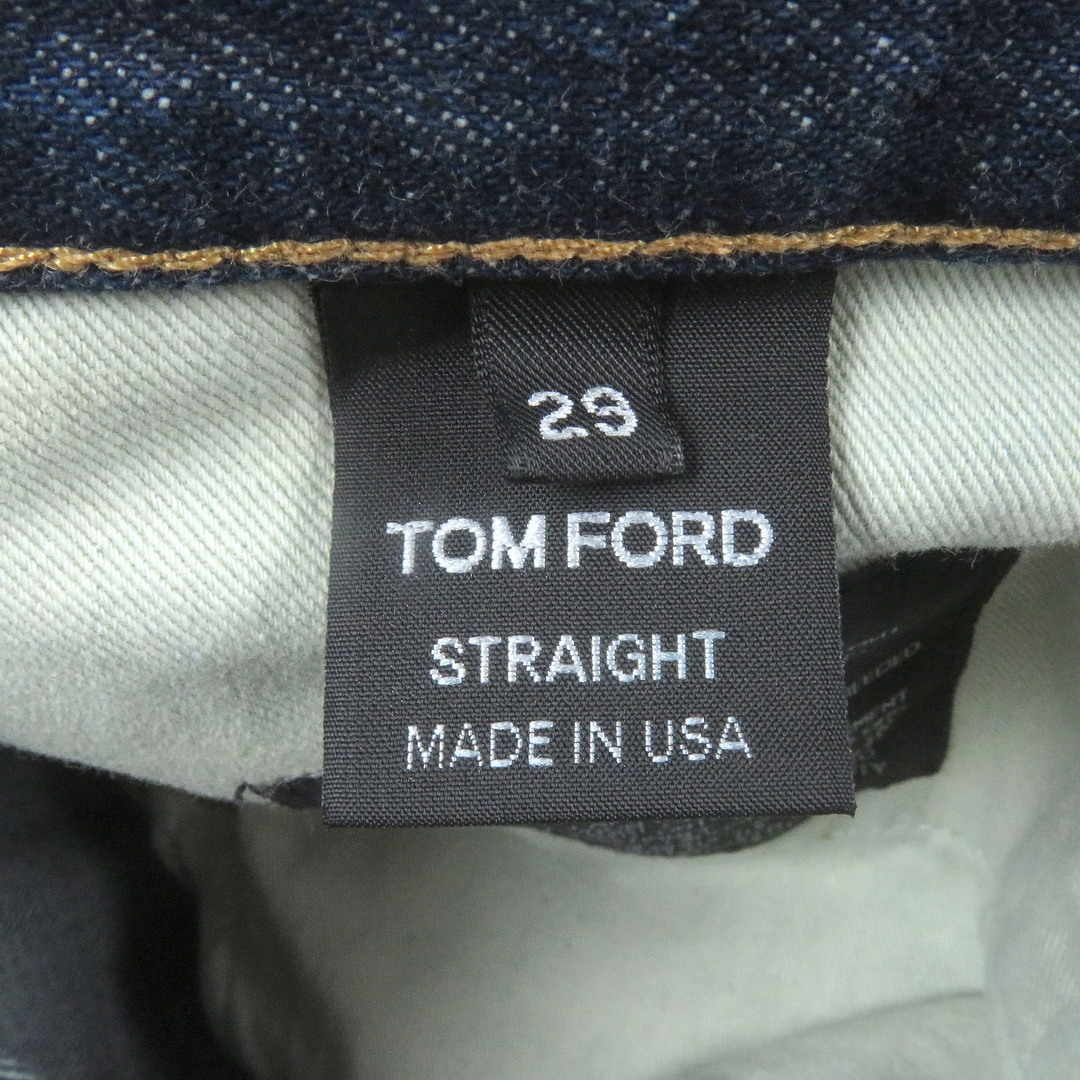 29
TOM FORD
STRAIGHT
MADE IN USA